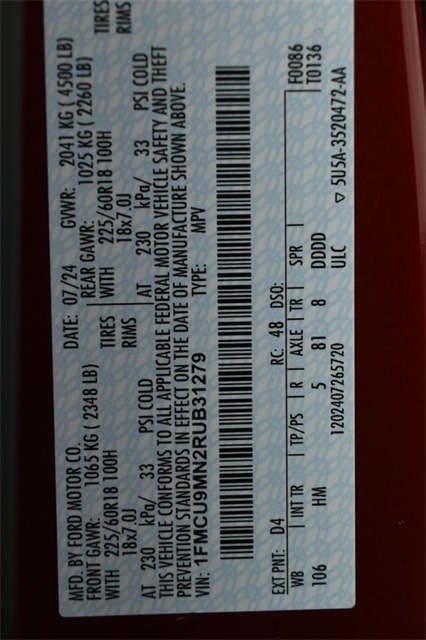 MFD. BY FORD MOTOR CO.
DATE: 07/24 GVWR: 2041 KG ( 4500 LB)
FRONT GAWR: 1065 KG ( 2348 LB)
REAR GAWR: 1025 KG ( 2260 LB)
WITH 225/60R18 100H TIRES
WITH 225/60R18 100H TIRES
18x7.0J RIMS
18x7.0J RIMS
AT 230 kPa/ 33 PSI COLD
AT 230 kPa/ 33 PSI COLD
THIS VEHICLE CONFORMS TO ALL APPLICABLE FEDERAL MOTOR VEHICLE SAFETY AND THEFT
PREVENTION STANDARDS IN EFFECT ON THE DATE OF MANUFACTURE SHOWN ABOVE.
VIN: 1FMCU9MN2RUB31279 TYPE: MPV
F0086
T0136
EXT PNT: D4 RC: 48 DSO:
WB INT TR TP/PS R AXLE TR SPR
106 HM 5 81 8 DDDD
ULC
1202407265720 ▽ 5U5A-3520472-AA